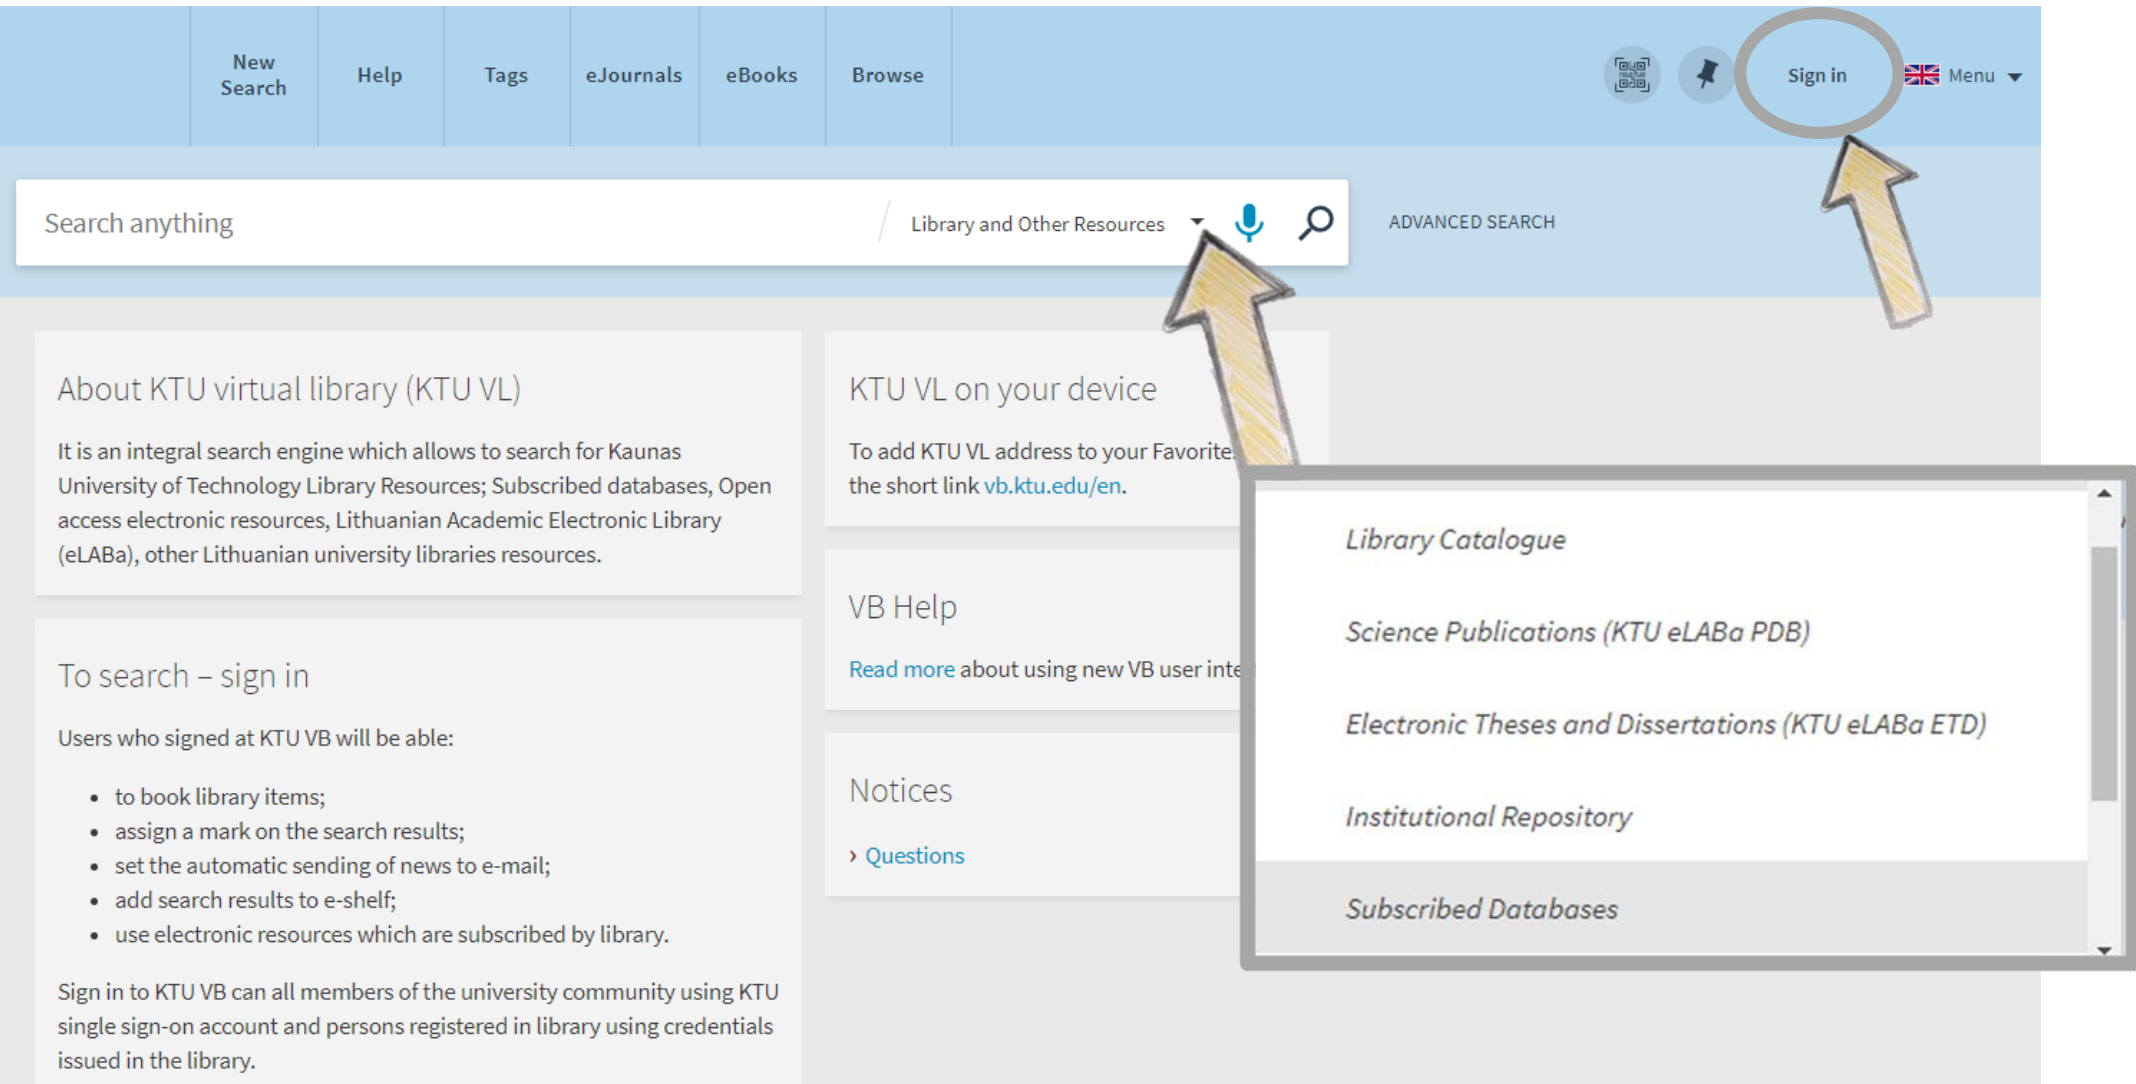 New
Search
Help
Tags
eJournals
eBooks
Browse
Sign in
Menu
Search anything
Library and Other Resources
ADVANCED SEARCH
About KTU virtual library (KTU VL)
It is an integral search engine which allows to search for Kaunas
University of Technology Library Resources; Subscribed databases, Open
access electronic resources, Lithuanian Academic Electronic Library
(eLABa), other Lithuanian university libraries resources.
To search – sign in
Users who signed at KTU VB will be able:
• to book library items;
• assign a mark on the search results;
• set the automatic sending of news to e-mail;
• add search results to e-shelf;
• use electronic resources which are subscribed by library.
Sign in to KTU VB can all members of the university community using KTU
single sign-on account and persons registered in library using credentials
issued in the library.
KTU VL on your device
To add KTU VL address to your
the short link vb.ktu.edu/en.
VB Help
Read more about using new VB user
Notices
› Questions
Library Catalogue
Science Publications (KTU eLABa PDB)
Electronic Theses and Dissertations (KTU eLABa ETD)
Institutional Repository
Subscribed Databases